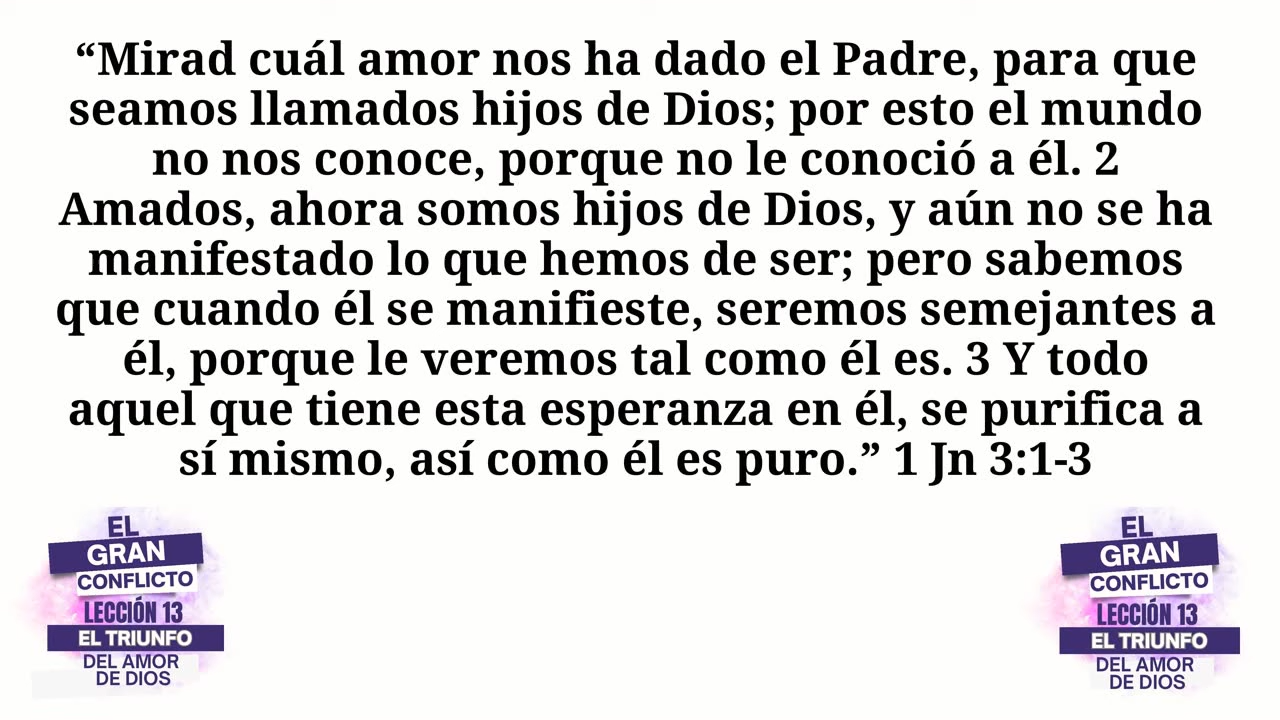 “Mirad cuál amor nos ha dado el Padre, para que
seamos llamados hijos de Dios; por esto el mundo
no nos conoce, porque no le conoció a él. 2
Amados, ahora somos hijos de Dios, y aún no se ha
manifestado lo que hemos de ser; pero sabemos
que cuando él se manifieste, seremos semejantes a
él, porque le veremos tal como él es. 3 Y todo
aquel que tiene esta esperanza en él, se purifica a
sí mismo, así como él es puro.” 1 Jn 3:1-3
EL
GRAN
CONFLICTO
LECCIÓN 13
EL TRIUNFO
DEL AMOR
DE DIOS
EL
GRAN
CONFLICTO
LECCIÓN 13
EL TRIUNFO
DEL AMOR
DE DIOS